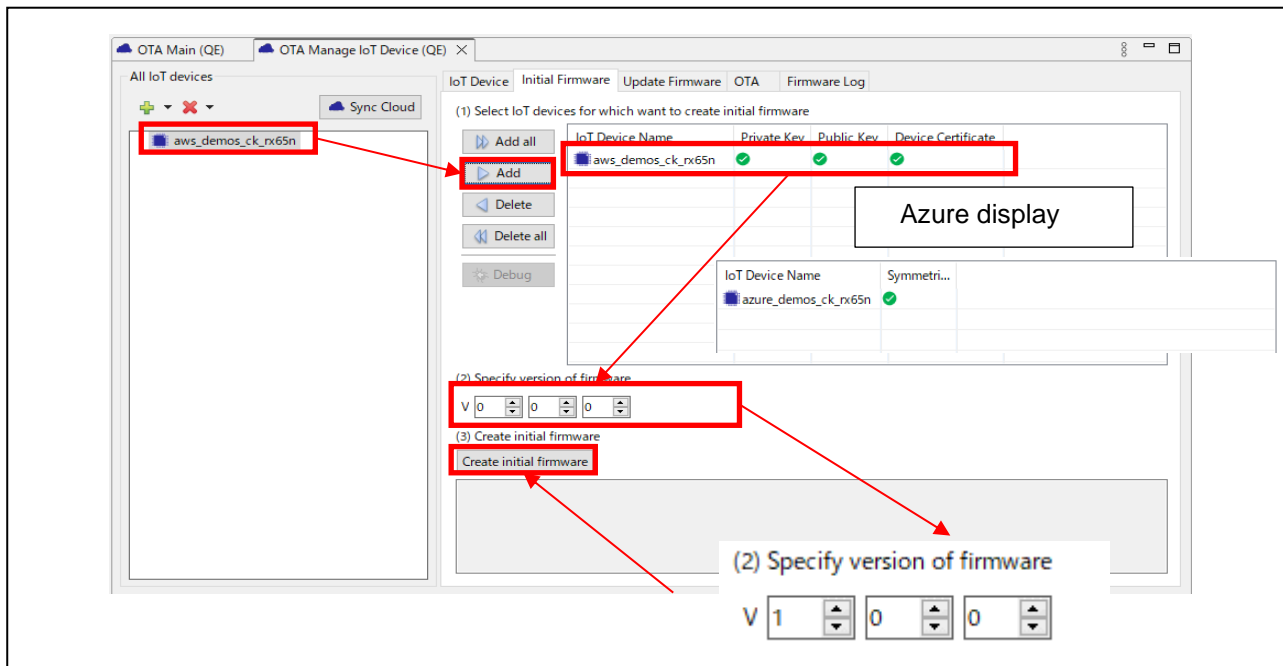 OTA Main (QE) OTA Manage IoT Device (QE)
All IoT devices
Sync Cloud
aws_demos_ck_rx65n
IoT Device Initial Firmware Update Firmware OTA Firmware Log
(1) Select IoT devices for which want to create initial firmware
Add all
Add
Delete
Delete all
Debug
IoT Device Name Private Key Public Key Device Certificate
aws_demos_ck_rx65n
Azure display
IoT Device Name Symmetri...
azure_demos_ck_rx65n
(2) Specify version of firmware
V 0 0 0
(3) Create initial firmware
Create initial firmware
(2) Specify version of firmware
V 1 0 0